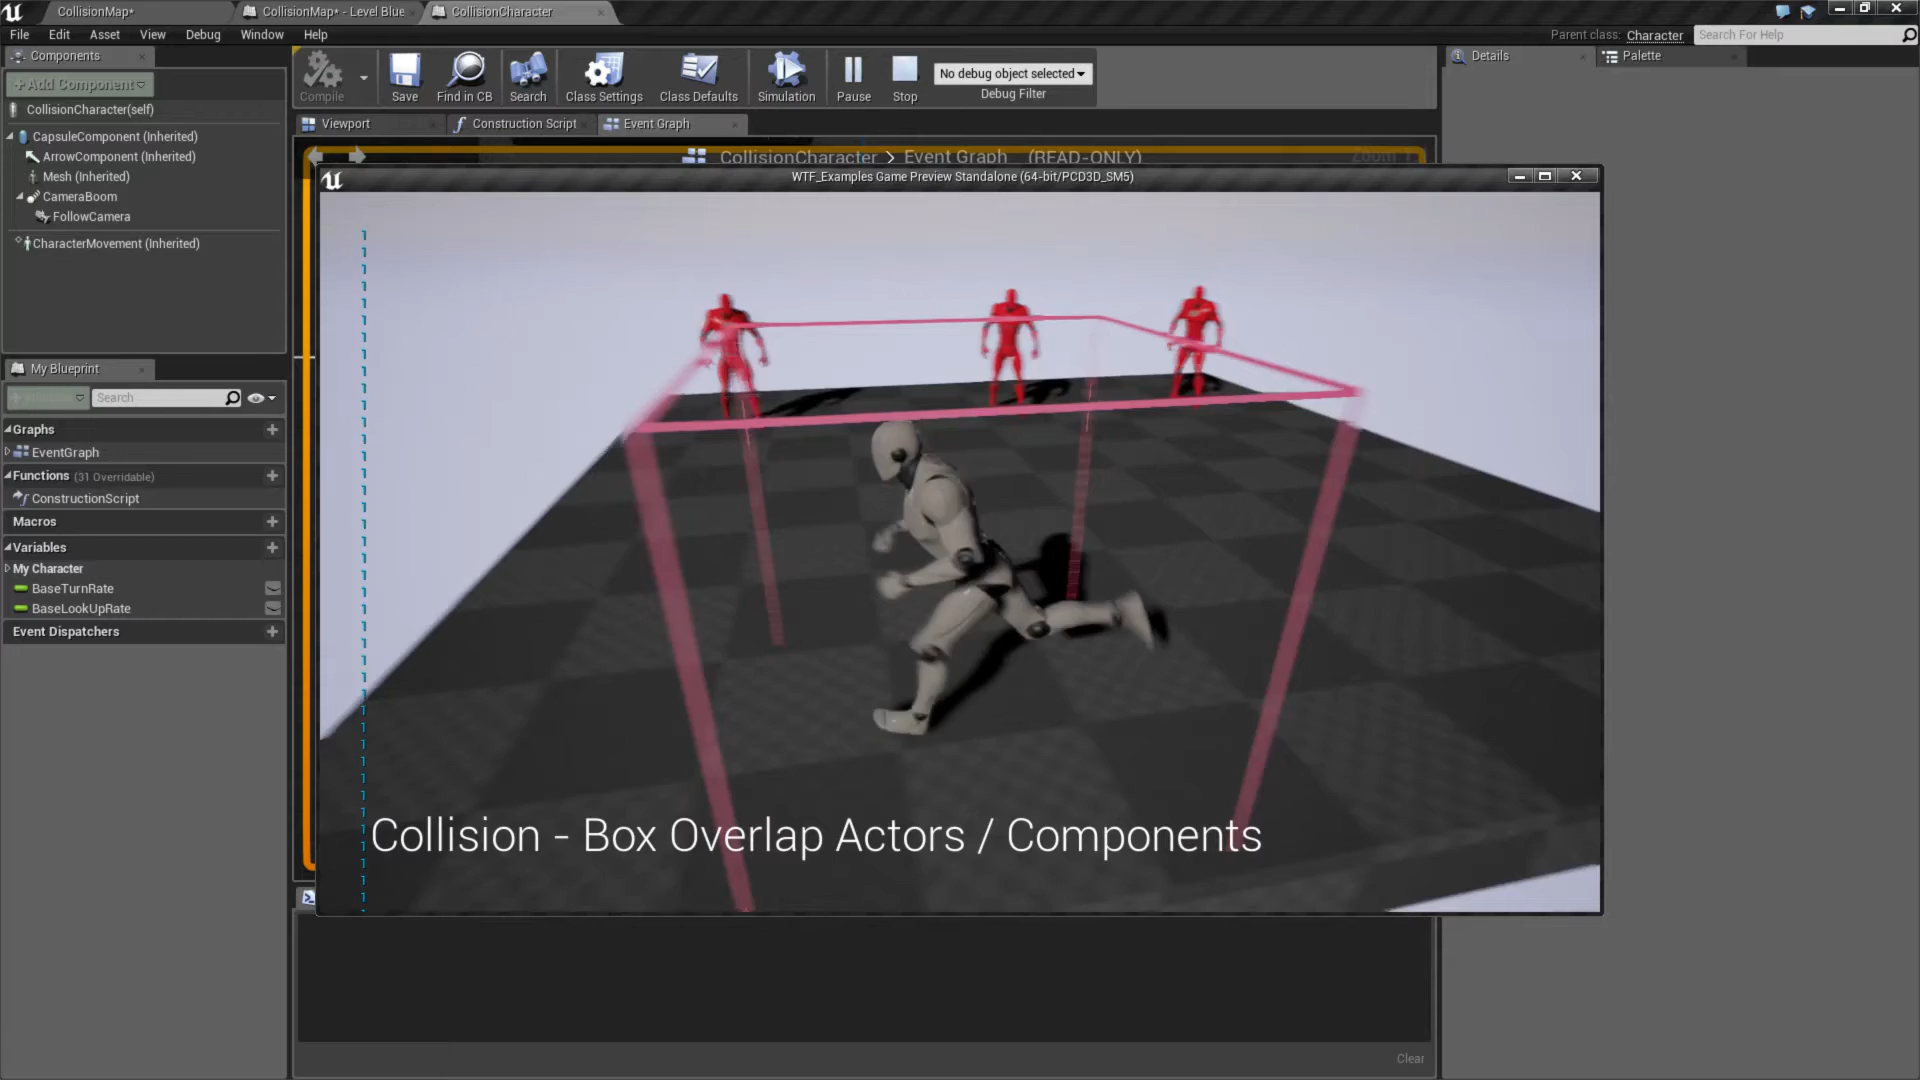 CollisionMap*
CollisionMap* - Level Blue
CollisionCharacter
File Edit Asset View Debug Window Help
Parent class: Character
Search For Help
Components
+Add Component
CollisionCharacter(self)
CapsuleComponent (Inherited)
ArrowComponent (Inherited)
Mesh (Inherited)
CameraBoom
FollowCamera
CharacterMovement (Inherited)
Compile
Save
Find in CB
Search
Class Settings
Class Defaults
Simulation
Pause
Stop
No debug object selected
Debug Filter
Details
Palette
Viewport
Construction Script
Event Graph
CollisionCharacter > Event Graph (READ-ONLY)
WTF_Examples Game Preview Standalone (64-bit/PCD3D_SM5)
My Blueprint
Search
Graphs
EventGraph
Functions (31 Overridable)
ConstructionScript
Macros
Variables
My Character
BaseTurnRate
BaseLookUpRate
Event Dispatchers
Collision - Box Overlap Actors / Components
Clear